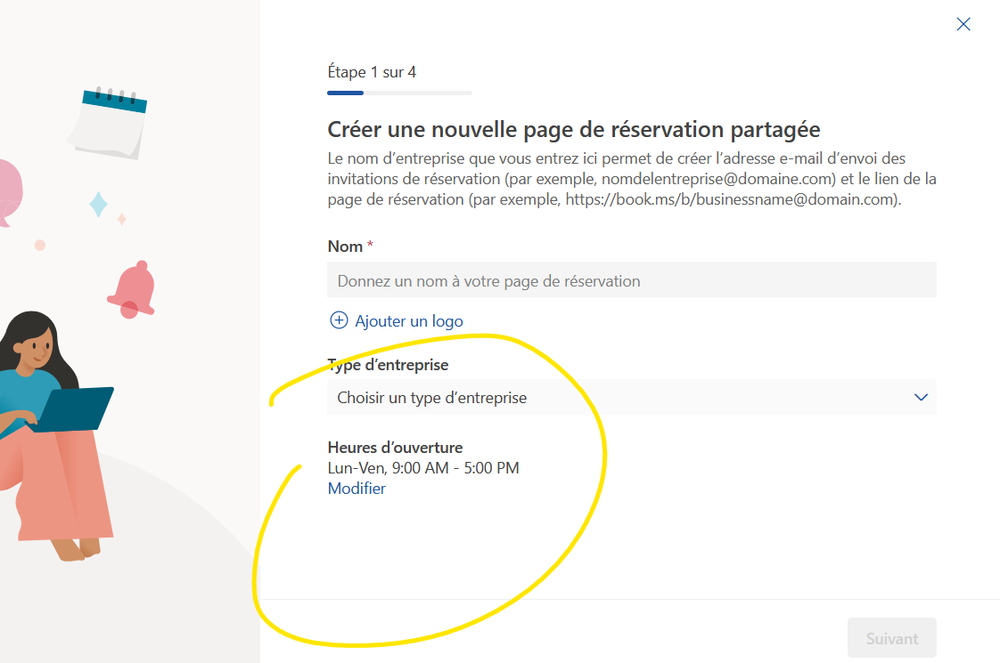 Étape 1 sur 4
Créer une nouvelle page de réservation partagée
Le nom d’entreprise que vous entrez ici permet de créer l’adresse e-mail d’envoi des
invitations de réservation (par exemple, nomdelentreprise@domaine.com) et le lien de la
page de réservation (par exemple, https://book.ms/b/businessname@domain.com).
Nom *
Donnez un nom à votre page de réservation
Ajouter un logo
Type d’entreprise
Choisir un type d’entreprise
Heures d’ouverture
Lun-Ven, 9:00 AM - 5:00 PM
Modifier
Suivant